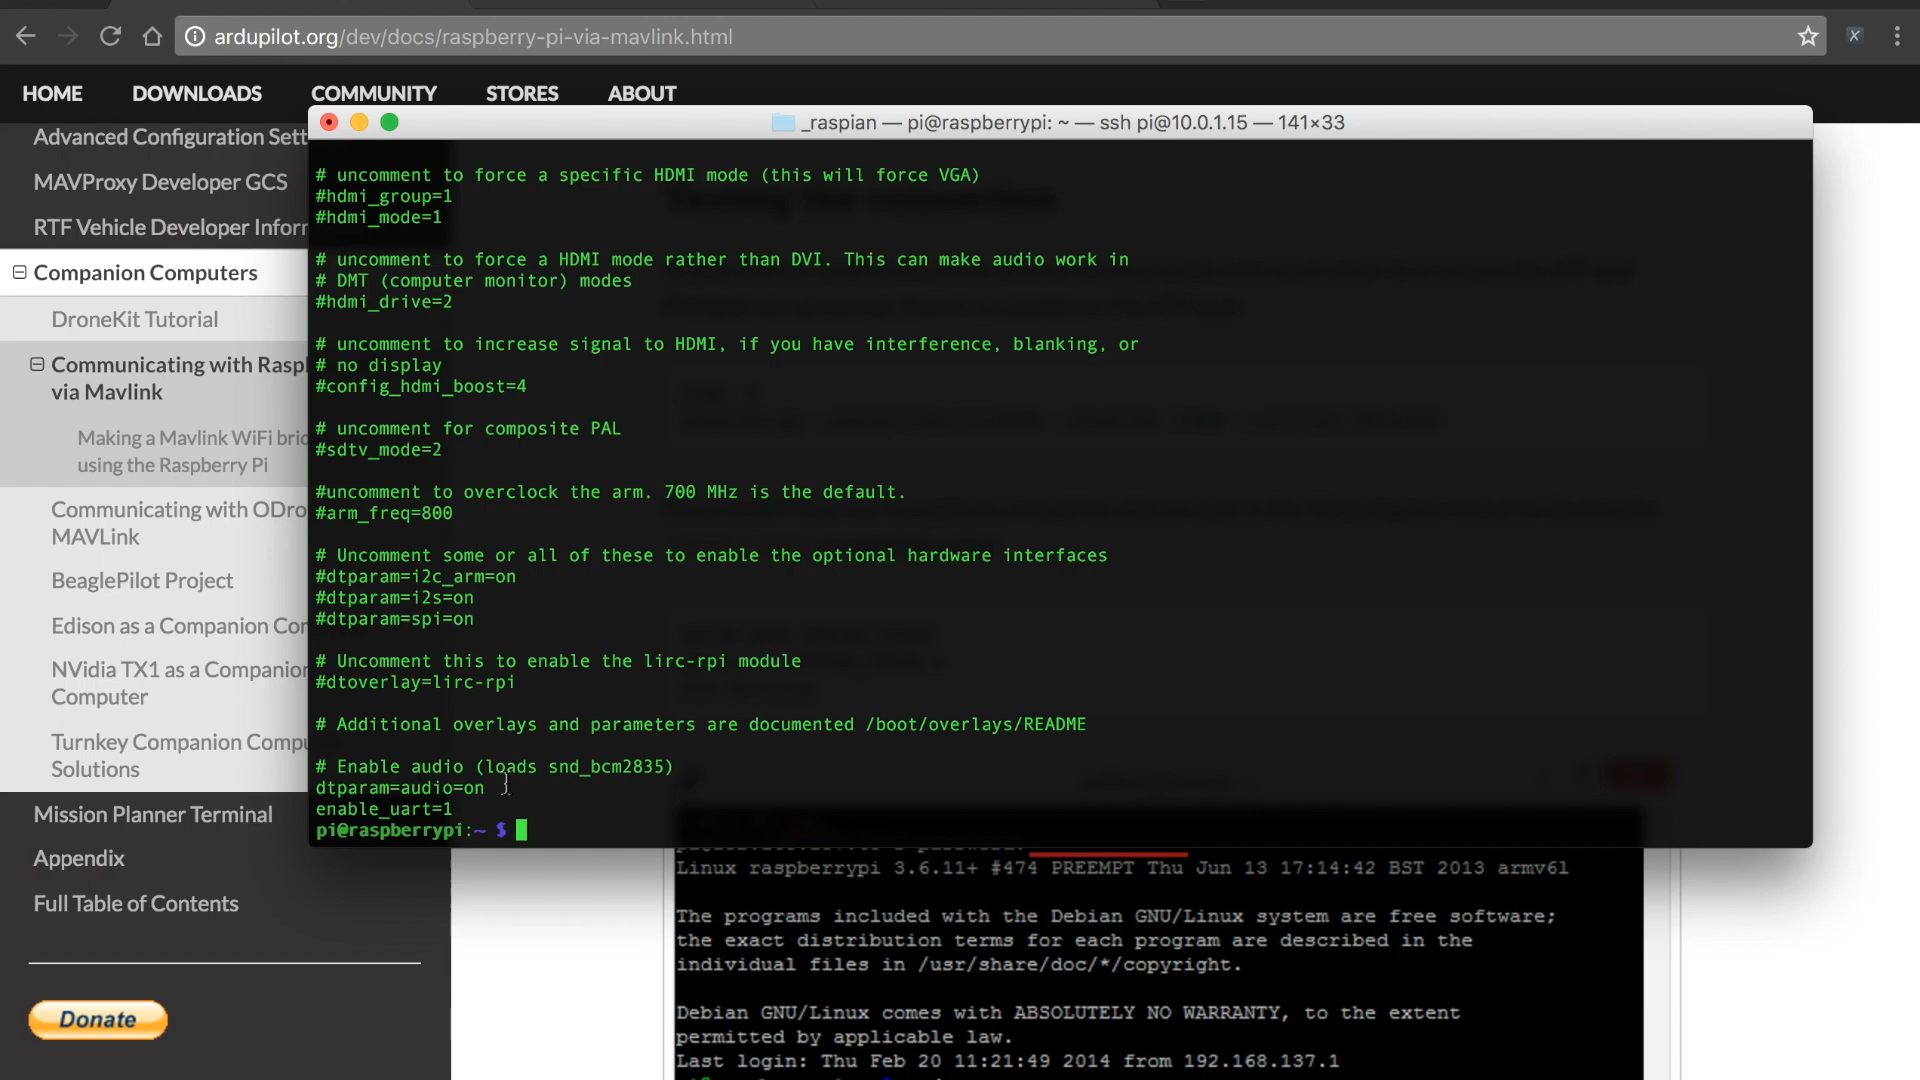 ardupilot.org/dev/docs/raspberry-pi-via-mavlink.html
HOME DOWNLOADS COMMUNITY STORES ABOUT
_raspian — pi@raspberrypi: ~ — ssh pi@10.0.1.15 — 141×33
Advanced Configuration Sett
MAVProxy Developer GCS
RTF Vehicle Developer Inforr
Companion Computers
DroneKit Tutorial
Communicating with Raspl
via Mavlink
Making a Mavlink WiFi bric
using the Raspberry Pi
Communicating with ODro
MAVLink
BeaglePilot Project
Edison as a Companion Cor
NVidia TX1 as a Companion
Computer
Turnkey Companion Compu
Solutions
Mission Planner Terminal
Appendix
Full Table of Contents
Donate
# uncomment to force a specific HDMI mode (this will force VGA)
#hdmi_group=1
#hdmi_mode=1
# uncomment to force a HDMI mode rather than DVI. This can make audio work in
# DMT (computer monitor) modes
#hdmi_drive=2
# uncomment to increase signal to HDMI, if you have interference, blanking, or
# no display
#config_hdmi_boost=4
# uncomment for composite PAL
#sdtv_mode=2
#uncomment to overclock the arm. 700 MHz is the default.
#arm_freq=800
# Uncomment some or all of these to enable the optional hardware interfaces
#dtparam=i2c_arm=on
#dtparam=i2s=on
#dtparam=spi=on
# Uncomment this to enable the lirc-rpi module
#dtoverlay=lirc-rpi
# Additional overlays and parameters are documented /boot/overlays/README
# Enable audio (loads snd_bcm2835)
dtparam=audio=on
enable_uart=1
pi@raspberrypi:~ $
Linux raspberrypi 3.6.11+ #474 PREEMPT Thu Jun 13 17:14:42 BST 2013 armv6l
The programs included with the Debian GNU/Linux system are free software;
the exact distribution terms for each program are described in the
individual files in /usr/share/doc/*/copyright.
Debian GNU/Linux comes with ABSOLUTELY NO WARRANTY, to the extent
permitted by applicable law.
Last login: Thu Feb 20 11:21:49 2014 from 192.168.137.1